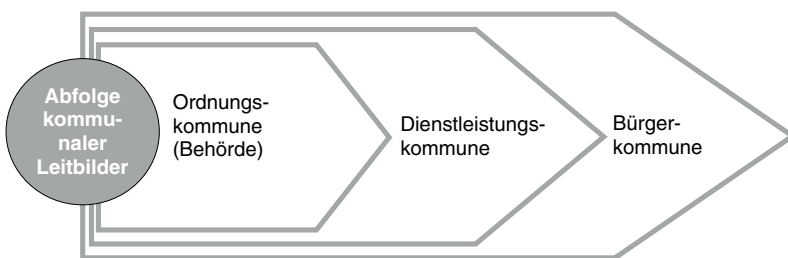 Abfolge
kommu-
naler
Leitbilder
Ordnungs-
kommune
(Behörde)
Dienstleistungs-
kommune
Bürger-
kommune